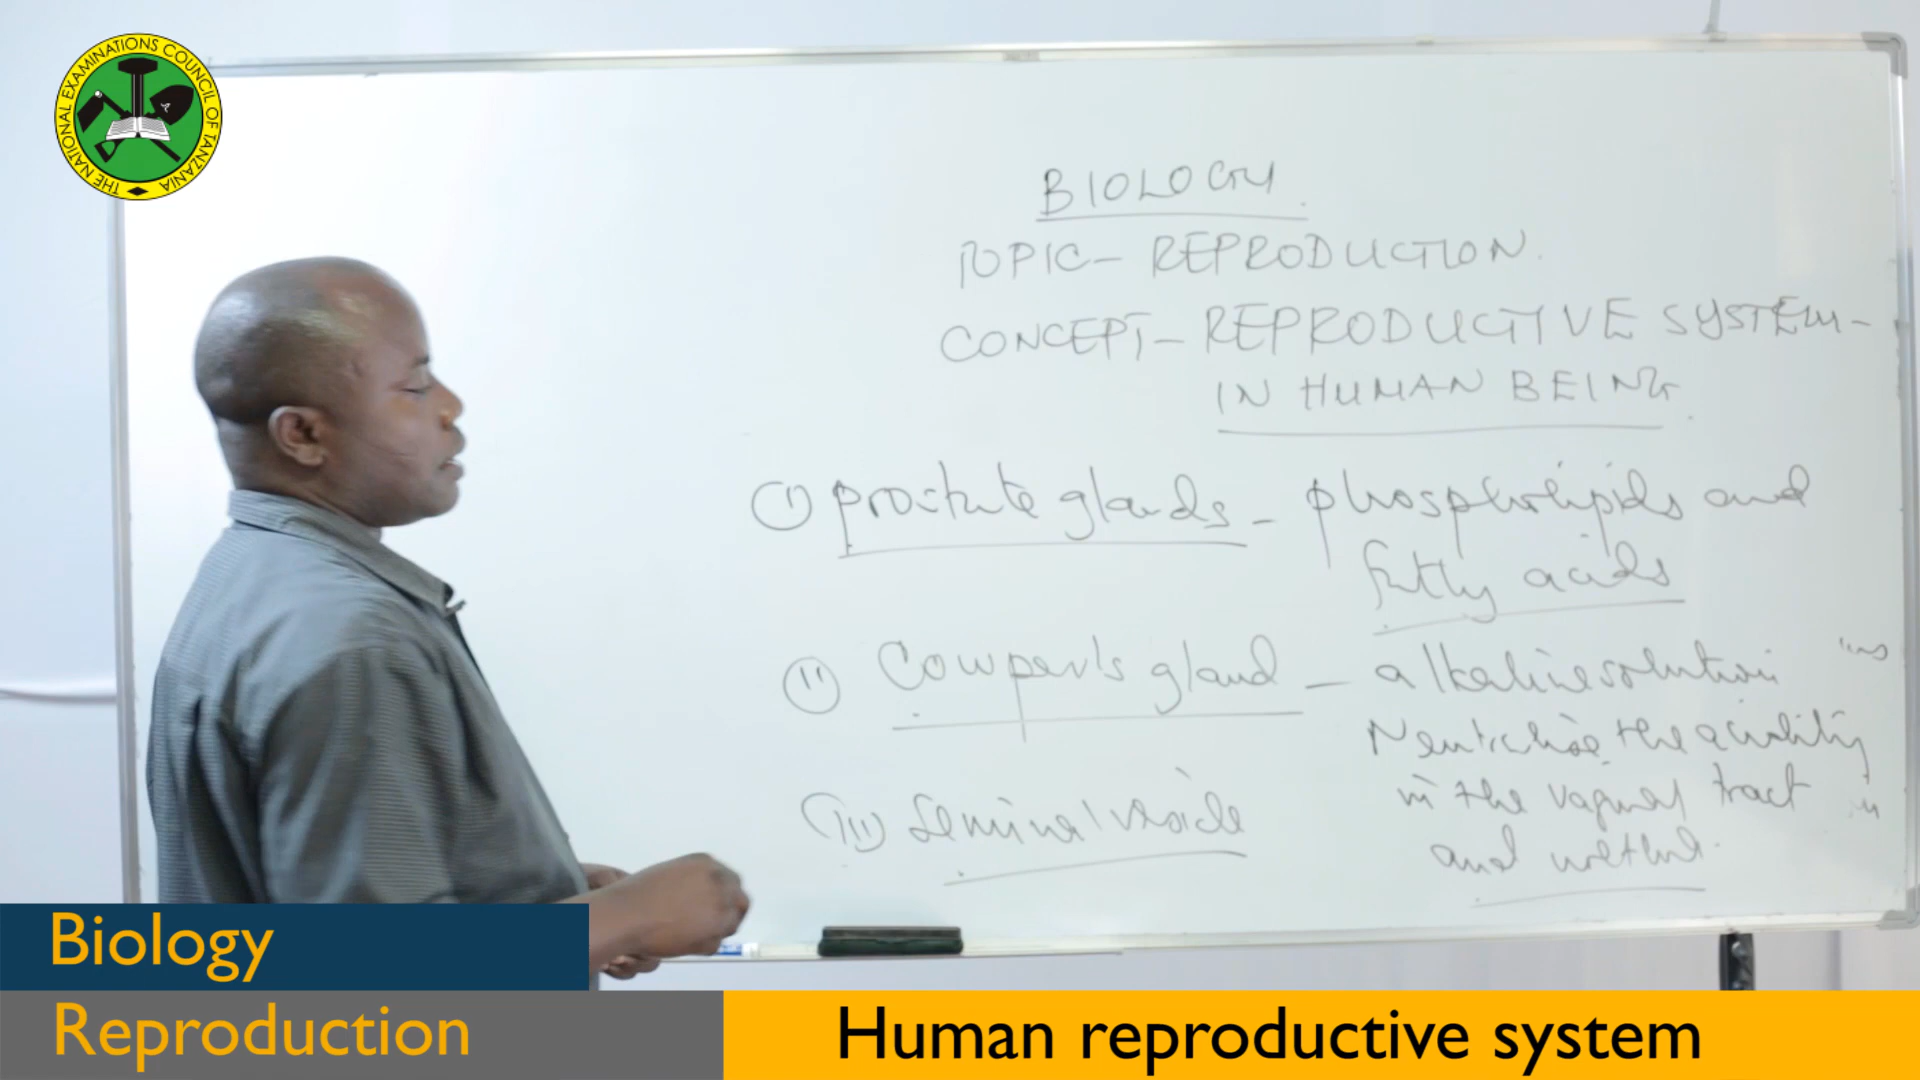 THE NATIONAL EXAMINATIONS COUNCIL OF TANZANIA
BIOLOGY
TOPIC - REPRODUCTION.
CONCEPT - REPRODUCTIVE SYSTEM -
IN HUMAN BEING.
(i) prostate glands - phospholipids and
fatty acids
(ii) Cowper's gland - alkaline solution
Neutralise the acidity
in the vaginal tract
and urethra.
(iii) Seminal vesicle
Biology
Reproduction
Human reproductive system